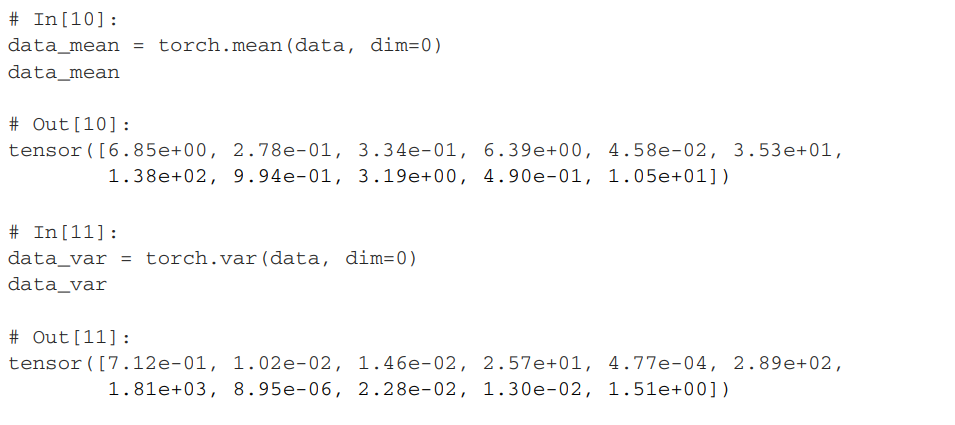 # In[10]:
data_mean = torch.mean(data, dim=0)
data_mean
# Out[10]:
tensor([6.85e+00, 2.78e-01, 3.34e-01, 6.39e+00, 4.58e-02, 3.53e+01,
1.38e+02, 9.94e-01, 3.19e+00, 4.90e-01, 1.05e+01])
# In[11]:
data_var = torch.var(data, dim=0)
data_var
# Out[11]:
tensor([7.12e-01, 1.02e-02, 1.46e-02, 2.57e+01, 4.77e-04, 2.89e+02,
1.81e+03, 8.95e-06, 2.28e-02, 1.30e-02, 1.51e+00])